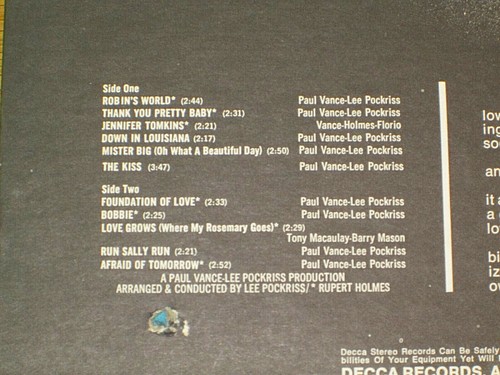 Side One
ROBIN'S WORLD* (2:44) Paul Vance-Lee Pockriss
THANK YOU PRETTY BABY* (2:31) Paul Vance-Lee Pockriss
JENNIFER TOMKINS* (2:21) Vance-Holmes-Florio
DOWN IN LOUISIANA (2:17) Paul Vance-Lee Pockriss
MISTER BIG (Oh What A Beautiful Day) (2:50) Paul Vance-Lee Pockriss
THE KISS (3:47) Paul Vance-Lee Pockriss
Side Two
FOUNDATION OF LOVE* (2:33) Paul Vance-Lee Pockriss
BOBBIE* (2:25) Paul Vance-Lee Pockriss
LOVE GROWS (Where My Rosemary Goes)* (2:29)
Tony Macaulay-Barry Mason
RUN SALLY RUN (2:21) Paul Vance-Lee Pockriss
AFRAID OF TOMORROW* (2:52) Paul Vance-Lee Pockriss
A PAUL VANCE-LEE POCKRISS PRODUCTION
ARRANGED & CONDUCTED BY LEE POCKRISS/* RUPERT HOLMES
Decca Stereo Records Can Be Safely
bilities Of Your Equipment Yet Will
DECCA RECORDS, A